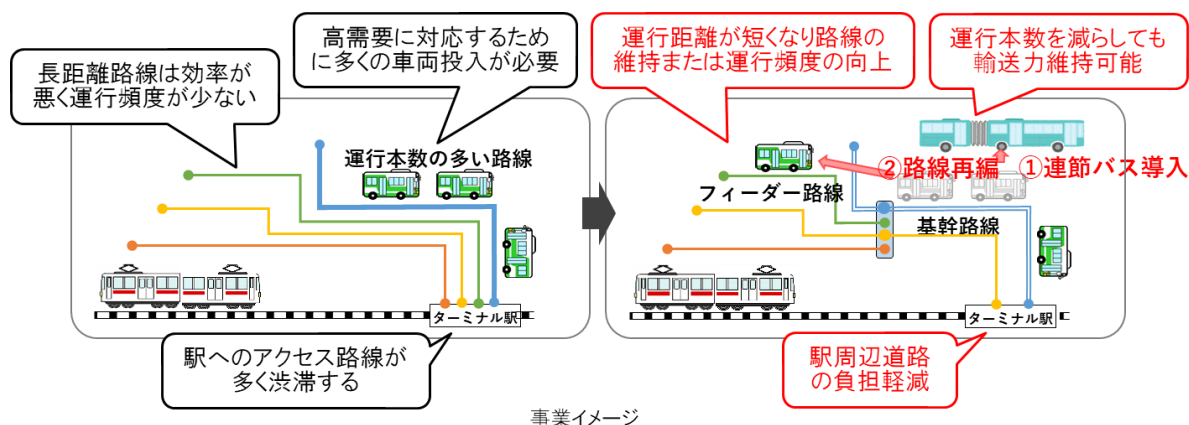 長距離路線は効率が
悪く運行頻度が少ない
高需要に対応するため
に多くの車両投入が必要
運行本数の多い路線
ターミナル駅
駅へのアクセス路線が
多く渋滞する
運行距離が短くなり路線の
維持または運行頻度の向上
運行本数を減らしても
輸送力維持可能
②路線再編
①連節バス導入
フィーダー路線
基幹路線
ターミナル駅
駅周辺道路
の負担軽減
事業イメージ